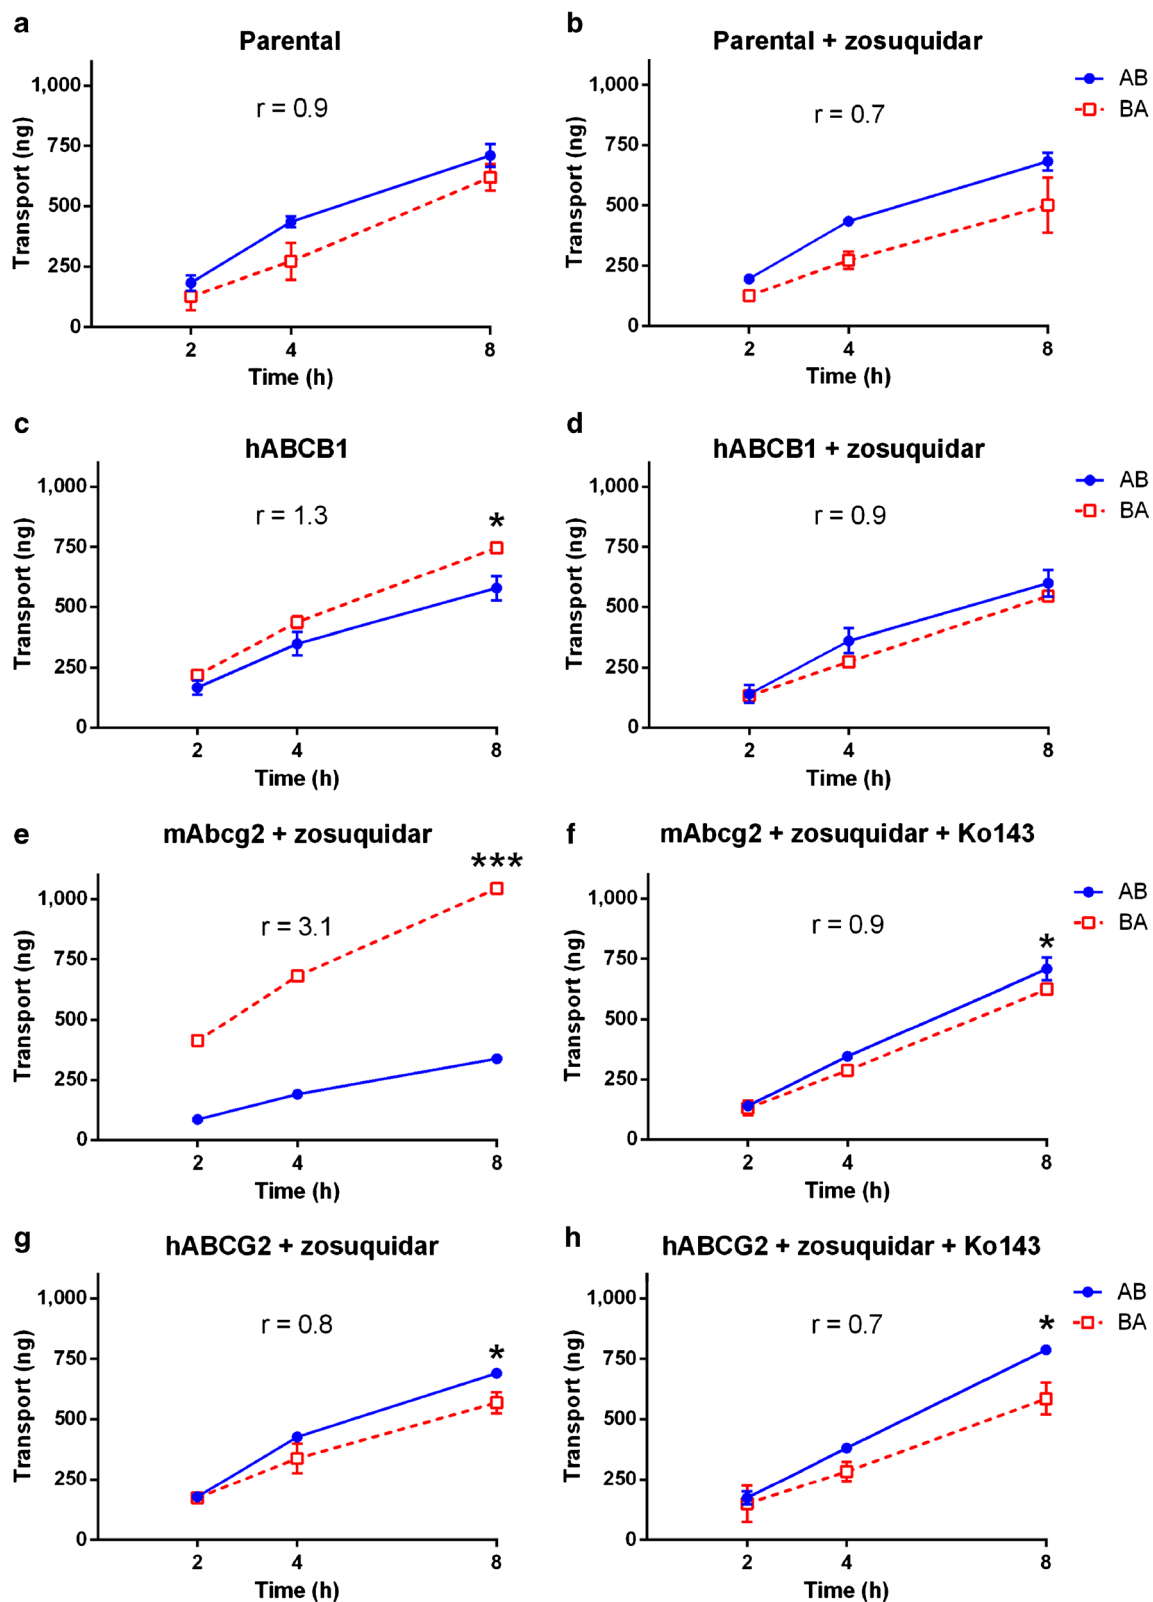 a
Parental
1,000
750
500
250
0
Transport (ng)
r = 0.9
2 4 8
Time (h)
b
Parental + zosuquidar
1,000
750
500
250
0
Transport (ng)
r = 0.7
2 4 8
Time (h)
AB
BA
c
hABCB1
1,000
750
500
250
0
Transport (ng)
r = 1.3
*
2 4 8
Time (h)
d
hABCB1 + zosuquidar
1,000
750
500
250
0
Transport (ng)
r = 0.9
2 4 8
Time (h)
AB
BA
e
mAbcg2 + zosuquidar
1,000
750
500
250
0
Transport (ng)
r = 3.1
***
2 4 8
Time (h)
f
mAbcg2 + zosuquidar + Ko143
1,000
750
500
250
0
Transport (ng)
r = 0.9
*
2 4 8
Time (h)
AB
BA
g
hABCG2 + zosuquidar
1,000
750
500
250
0
Transport (ng)
r = 0.8
*
2 4 8
Time (h)
h
hABCG2 + zosuquidar + Ko143
1,000
750
500
250
0
Transport (ng)
r = 0.7
*
2 4 8
Time (h)
AB
BA